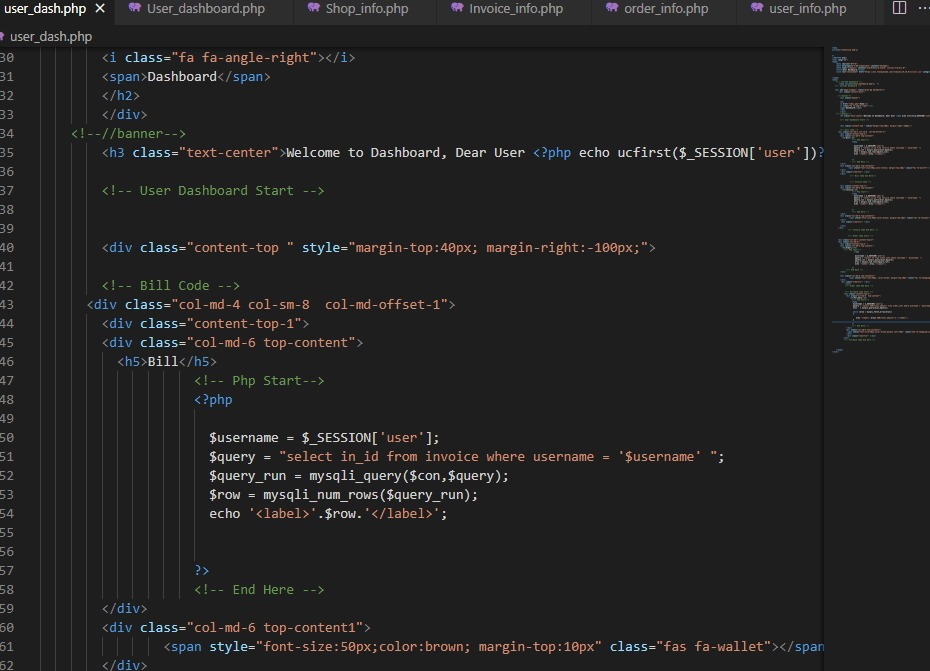 user_dash.php × User_dashboard.php Shop_info.php Invoice_info.php order_info.php user_info.php
user_dash.php
30 <i class="fa fa-angle-right"></i>
31 <span>Dashboard</span>
32 </h2>
33 </div>
34 <!--//banner-->
35 <h3 class="text-center">Welcome to Dashboard, Dear User <?php echo ucfirst($_SESSION['user'])?
36
37 <!-- User Dashboard Start -->
38
39
40 <div class="content-top " style="margin-top:40px; margin-right:-100px;">
41
42 <!-- Bill Code -->
43 <div class="col-md-4 col-sm-8  col-md-offset-1">
44 <div class="content-top-1">
45 <div class="col-md-6 top-content">
46 <h5>Bill</h5>
47 <!-- Php Start-->
48 <?php
49
50 $username = $_SESSION['user'];
51 $query = "select in_id from invoice where username = '$username' ";
52 $query_run = mysqli_query($con,$query);
53 $row = mysqli_num_rows($query_run);
54 echo '<label>'.$row.'</label>';
55
56
57 ?>
58 <!-- End Here -->
59 </div>
60 <div class="col-md-6 top-content1">
61 <span style="font-size:50px;color:brown; margin-top:10px" class="fas fa-wallet"></span
62 </div>